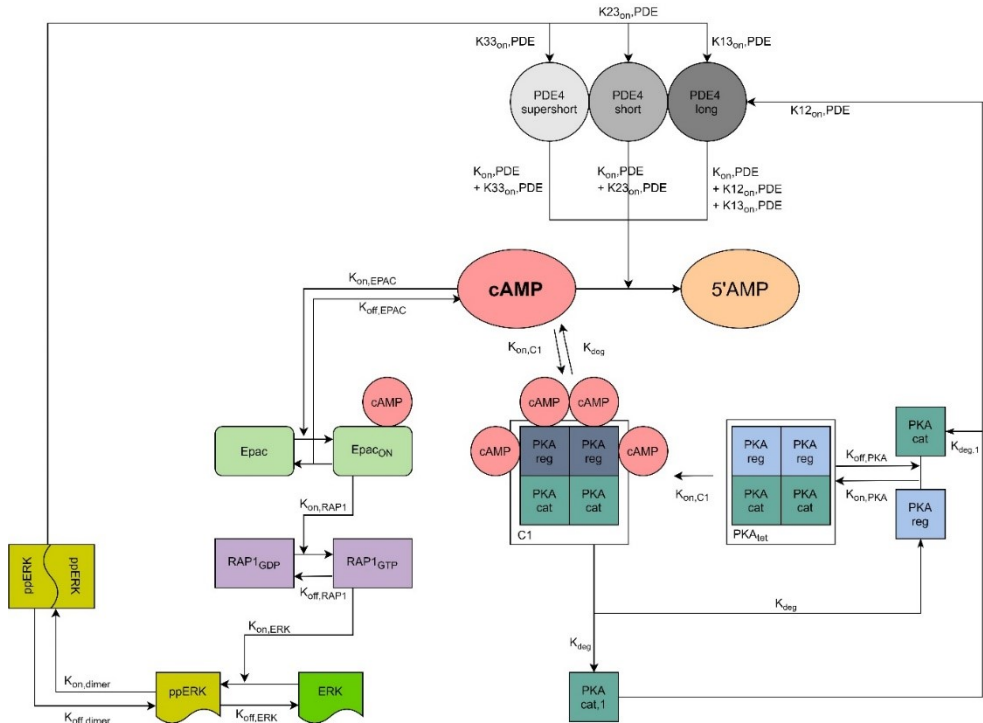 K23on,PDE
K33on,PDE
K13on,PDE
PDE4
supershort
PDE4
short
PDE4
long
K12on,PDE
Kon,PDE
+ K33on,PDE
Kon,PDE
+ K23on,PDE
Kon,PDE
+ K12on,PDE
+ K13on,PDE
Kon,EPAC
Koff,EPAC
cAMP
5'AMP
Kon,C1
Kdeg
cAMP
cAMP
cAMP
cAMP
cAMP
Epac
EpacON
PKA
reg
PKA
reg
PKA
cat
PKA
cat
C1
Kon,C1
PKA
reg
PKA
reg
PKA
cat
PKA
cat
PKAtet
Koff,PKA
Kon,PKA
PKA
cat
Kdeg,1
PKA
reg
Kon,RAP1
RAP1GDP
RAP1GTP
Koff,RAP1
ppERK
ppERK
Kon,ERK
Kdeg
Kdeg
Kon,dimer
Koff,dimer
ppERK
ERK
Koff,ERK
PKA
cat,1